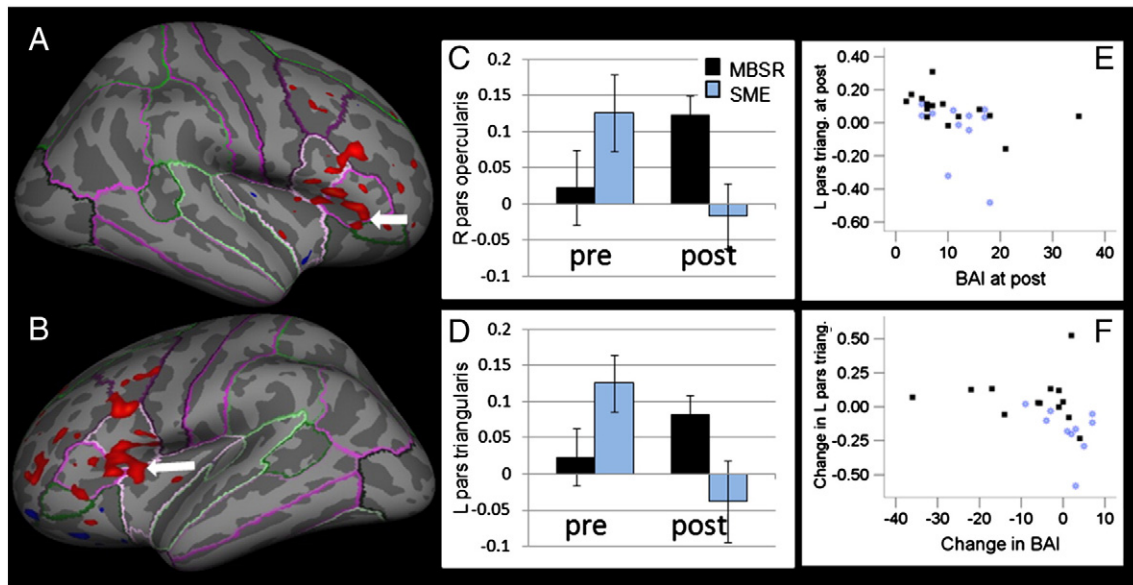 A
B
C
R pars opercularis
0.2
0.15
0.1
0.05
0
-0.05
-0.1
MBSR
SME
pre post
D
L pars triangularis
0.2
0.15
0.1
0.05
0
-0.05
-0.1
pre post
E
L pars triang. at post
0.40
0.20
0.00
-0.20
-0.40
-0.60
0 10 20 30 40
BAI at post
F
Change in L pars triang.
0.50
0.25
0.00
-0.25
-0.50
-40 -30 -20 -10 0 10
Change in BAI